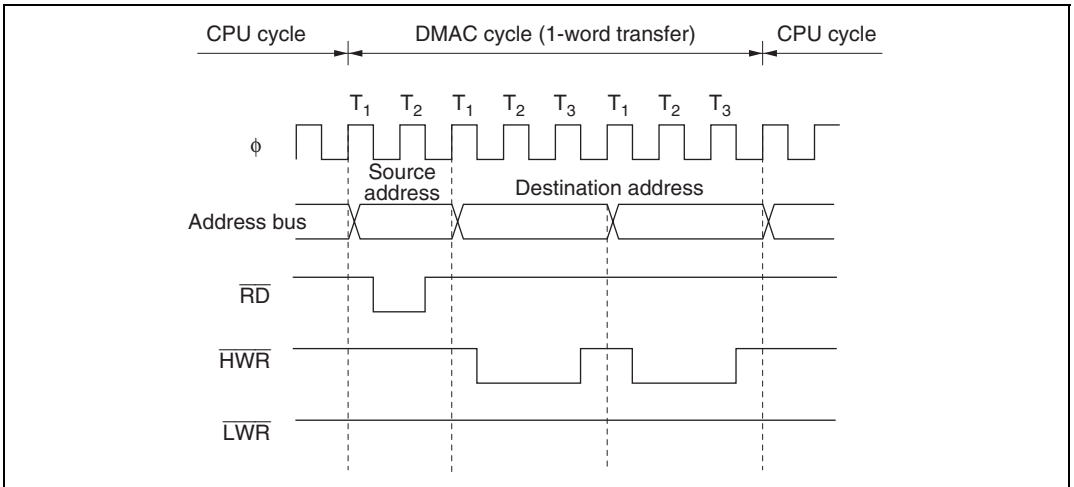 CPU cycle DMAC cycle (1-word transfer) CPU cycle
T1 T2 T1 T2 T3 T1 T2 T3
ϕ
Source
address
Destination address
Address bus
RD
HWR
LWR